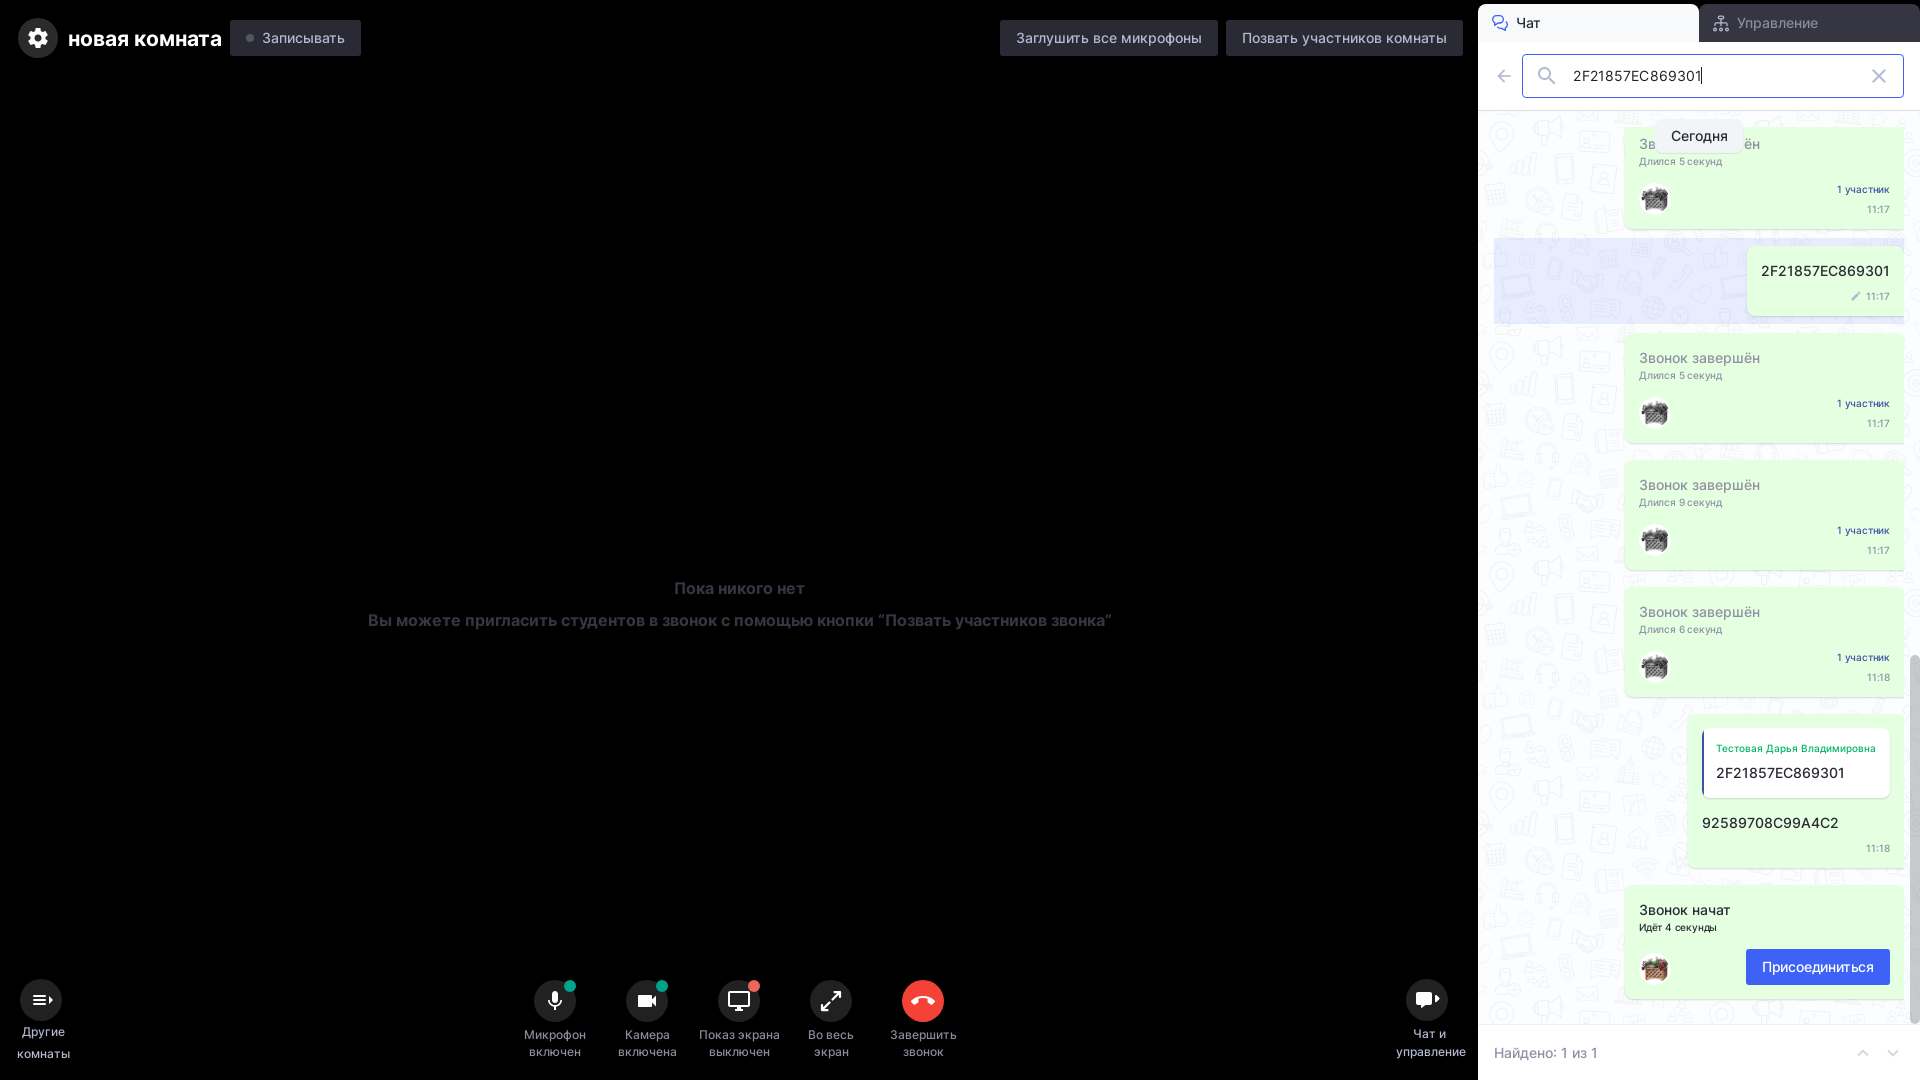 новая комната
Записывать
Заглушить все микрофоны
Позвать участников комнаты
Чат
Управление
2F21857EC869301
Сегодня
Длился 5 секунд
1 участник
11:17
2F21857EC869301
11:17
Звонок завершён
Длился 5 секунд
1 участник
11:17
Звонок завершён
Длился 9 секунд
1 участник
11:17
Звонок завершён
Длился 6 секунд
1 участник
11:18
Тестовая Дарья Владимировна
2F21857EC869301
92589708C99A4C2
11:18
Звонок начат
Идёт 4 секунды
Присоединиться
Найдено: 1 из 1
Пока никого нет
Вы можете пригласить студентов в звонок с помощью кнопки “Позвать участников звонка”
Другие
комнаты
Микрофон
включен
Камера
включена
Показ экрана
выключен
Во весь
экран
Завершить
звонок
Чат и
управление